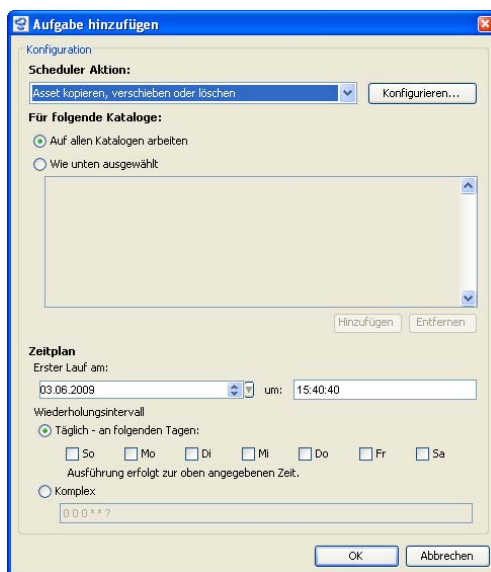 Aufgabe hinzufügen
Konfiguration
Scheduler Aktion:
Asset kopieren, verschieben oder löschen
Konfigurieren...
Für folgende Kataloge:
Auf allen Katalogen arbeiten
Wie unten ausgewählt
Hinzufügen Entfernen
Zeitplan
Erster Lauf am:
03.06.2009 um: 15:40:40
Wiederholungsintervall
Täglich - an folgenden Tagen:
So Mo Di Mi Do Fr Sa
Ausführung erfolgt zur oben angegebenen Zeit.
Komplex
0 0 0 * * ?
OK Abbrechen